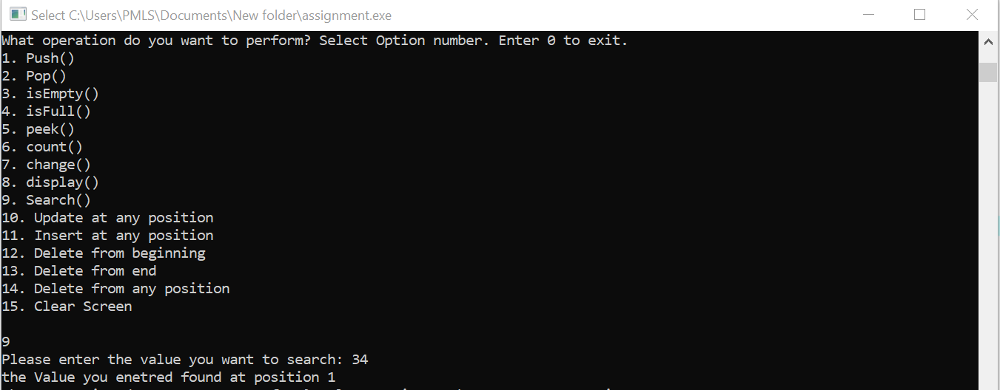 Select C:\Users\PMLS\Documents\New folder\assignment.exe
What operation do you want to perform? Select Option number. Enter 0 to exit.
1. Push()
2. Pop()
3. isEmpty()
4. isFull()
5. peek()
6. count()
7. change()
8. display()
9. Search()
10. Update at any position
11. Insert at any position
12. Delete from beginning
13. Delete from end
14. Delete from any position
15. Clear Screen
9
Please enter the value you want to search: 34
the Value you enetred found at position 1